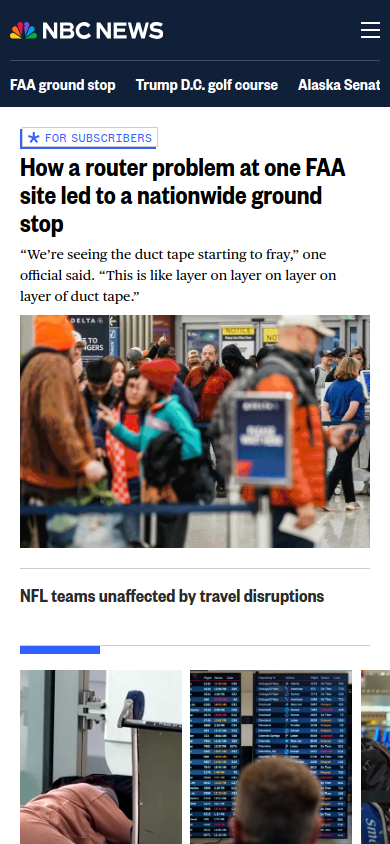 NBC NEWS
FAA ground stop Trump D.C. golf course Alaska Senat
FOR SUBSCRIBERS
How a router problem at one FAA
site led to a nationwide ground
stop
“We’re seeing the duct tape starting to fray,” one
official said. “This is like layer on layer on layer on
layer of duct tape.”
DELTA
NOTICE
NFL teams unaffected by travel disruptions